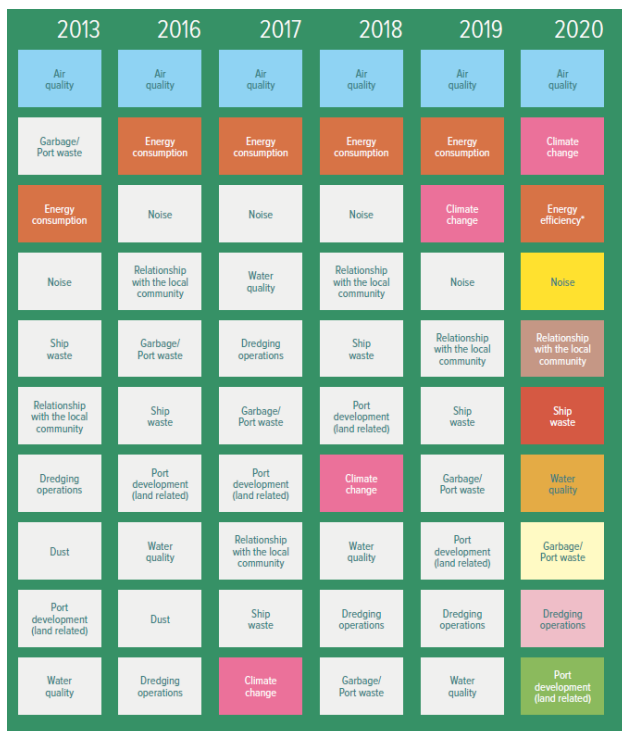 2013 2016 2017 2018 2019 2020
Air
quality
Air
quality
Air
quality
Air
quality
Air
quality
Air
quality
Garbage/
Port waste
Energy
consumption
Energy
consumption
Energy
consumption
Energy
consumption
Climate
change
Energy
consumption
Noise
Noise
Noise
Climate
change
Energy
efficiency*
Noise
Relationship
with the local
community
Water
quality
Relationship
with the local
community
Noise
Noise
Ship
waste
Garbage/
Port waste
Dredging
operations
Ship
waste
Relationship
with the local
community
Relationship
with the local
community
Relationship
with the local
community
Ship
waste
Garbage/
Port waste
Port
development
(land related)
Ship
waste
Ship
waste
Dredging
operations
Port
development
(land related)
Port
development
(land related)
Climate
change
Garbage/
Port waste
Water
quality
Dust
Water
quality
Relationship
with the local
community
Water
quality
Port
development
(land related)
Garbage/
Port waste
Port
development
(land related)
Dust
Ship
waste
Dredging
operations
Dredging
operations
Dredging
operations
Water
quality
Dredging
operations
Climate
change
Garbage/
Port waste
Water
quality
Port
development
(land related)